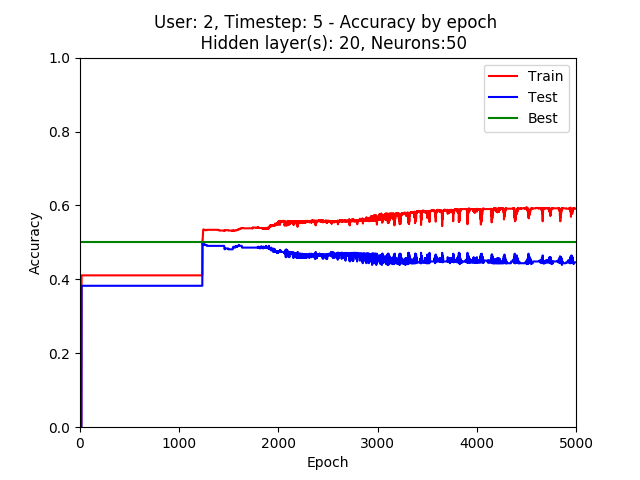 User: 2, Timestep: 5 - Accuracy by epoch
Hidden layer(s): 20, Neurons:50
1.0
0.8
0.6
0.4
0.2
0.0
Accuracy
Train
Test
Best
0
1000
2000
3000
4000
5000
Epoch